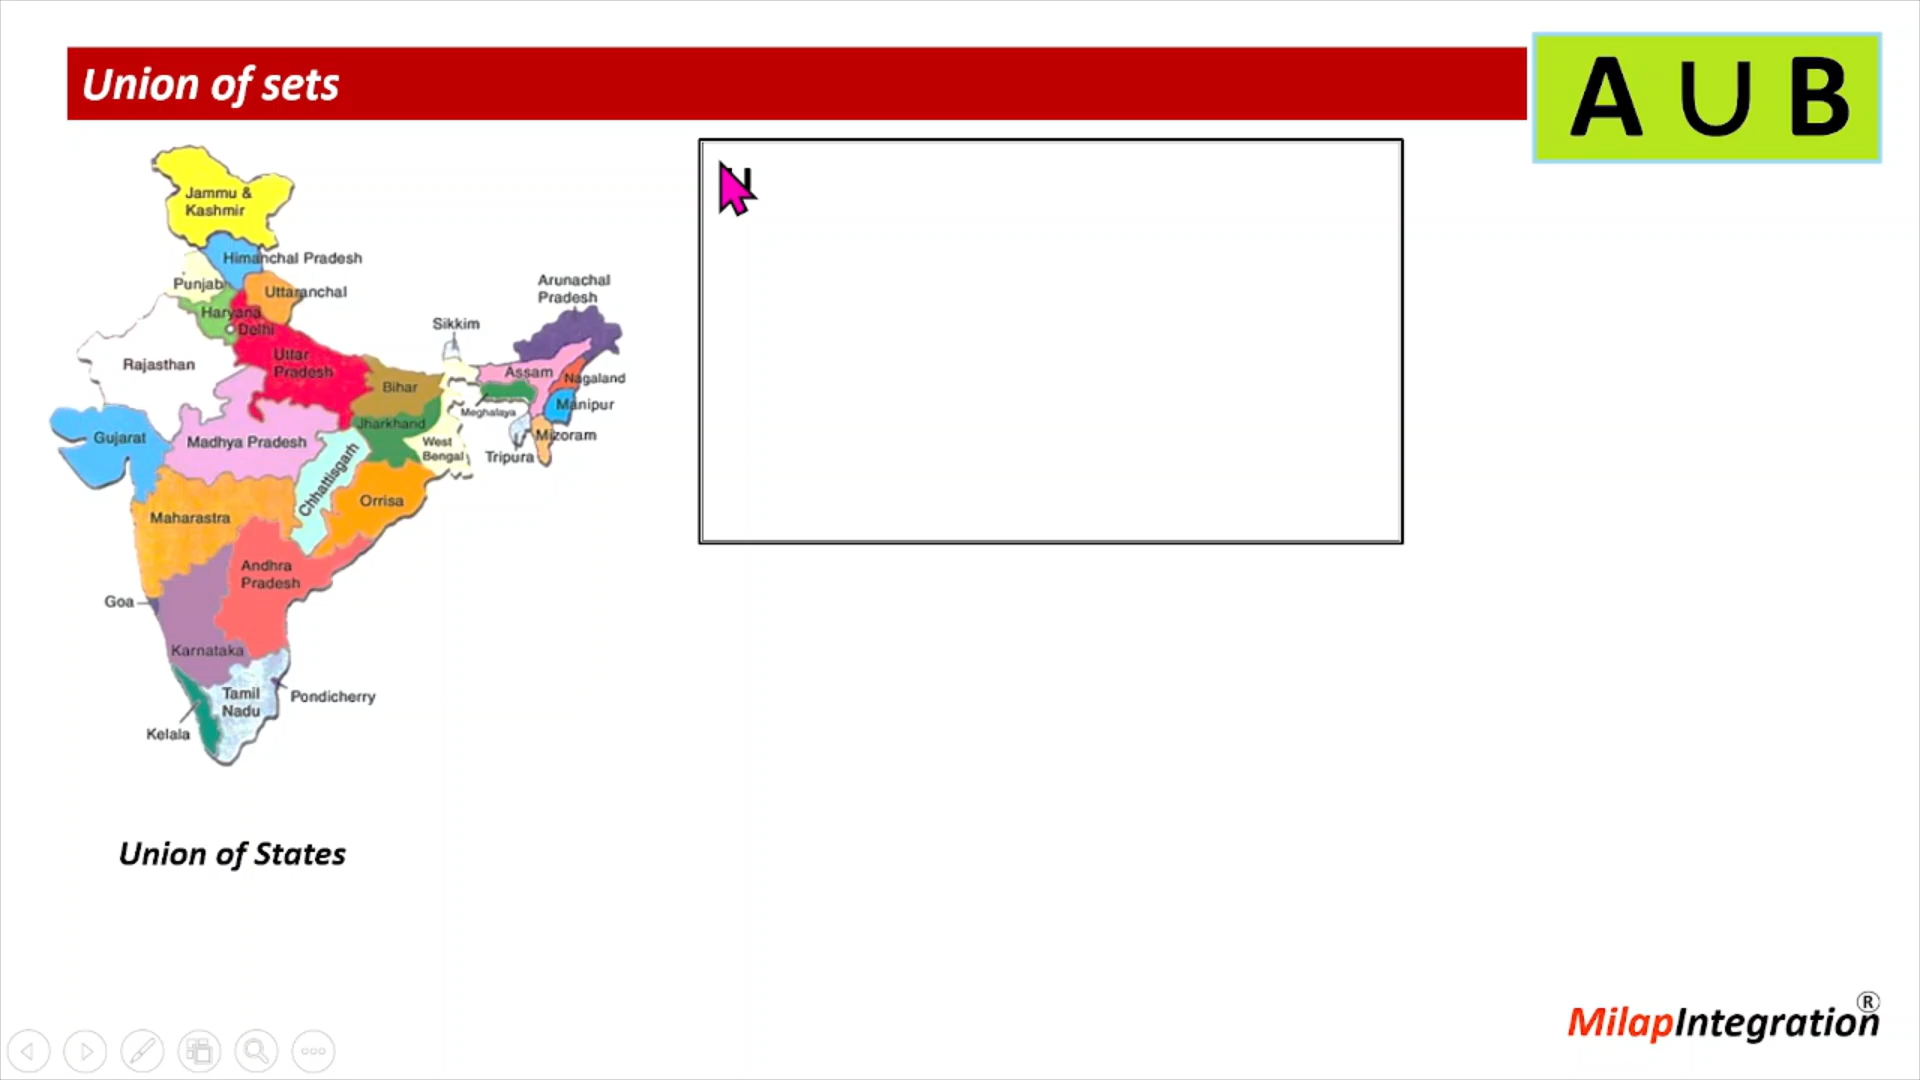 Union of sets
A ∪ B
Jammu &
Kashmir
Himanchal Pradesh
Punjab
Uttaranchal
Haryana
Delhi
Arunachal
Pradesh
Sikkim
Uttar
Pradesh
Rajasthan
Bihar
Assam
Nagaland
Manipur
Meghalaya
Jharkhand
Mizoram
Gujarat
Madhya Pradesh
West
Bengal
Tripura
Chhattisgarh
Orrisa
Maharastra
Andhra
Pradesh
Goa
Karnataka
Tamil
Nadu
Pondicherry
Kelala
Union of States
MilapIntegration®